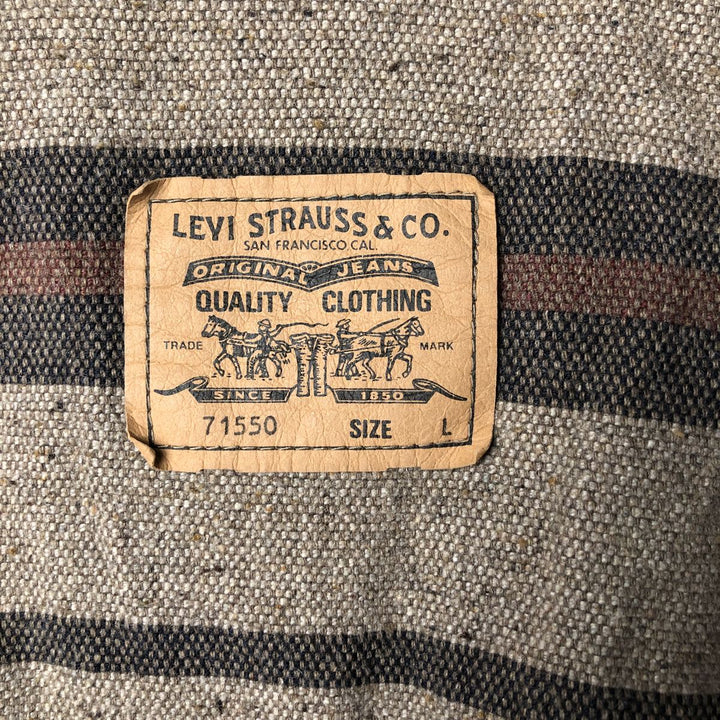 LEVI STRAUSS & CO.
SAN FRANCISCO CAL.
ORIGINAL JEANS
QUALITY CLOTHING
TRADE MARK
SINCE 1850
71550 SIZE L